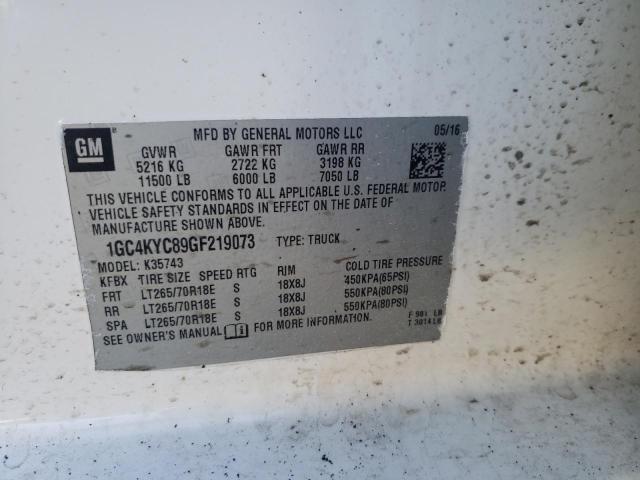 GM
MFD BY GENERAL MOTORS LLC 05/16
GVWR GAWR FRT GAWR RR
5216 KG 2722 KG 3198 KG
11500 LB 6000 LB 7050 LB
THIS VEHICLE CONFORMS TO ALL APPLICABLE U.S. FEDERAL MOTOR
VEHICLE SAFETY STANDARDS IN EFFECT ON THE DATE OF
MANUFACTURE SHOWN ABOVE.
1GC4KYC89GF219073 TYPE: TRUCK
MODEL: K35743
KFBX TIRE SIZE SPEED RTG RIM COLD TIRE PRESSURE
FRT LT265/70R18E S 18X8J 450KPA(65PSI)
RR LT265/70R18E S 18X8J 550KPA(80PSI)
SPA LT265/70R18E S 18X8J 550KPA(80PSI)
SEE OWNER'S MANUAL FOR MORE INFORMATION.
F 981 LB
T 3014 LB